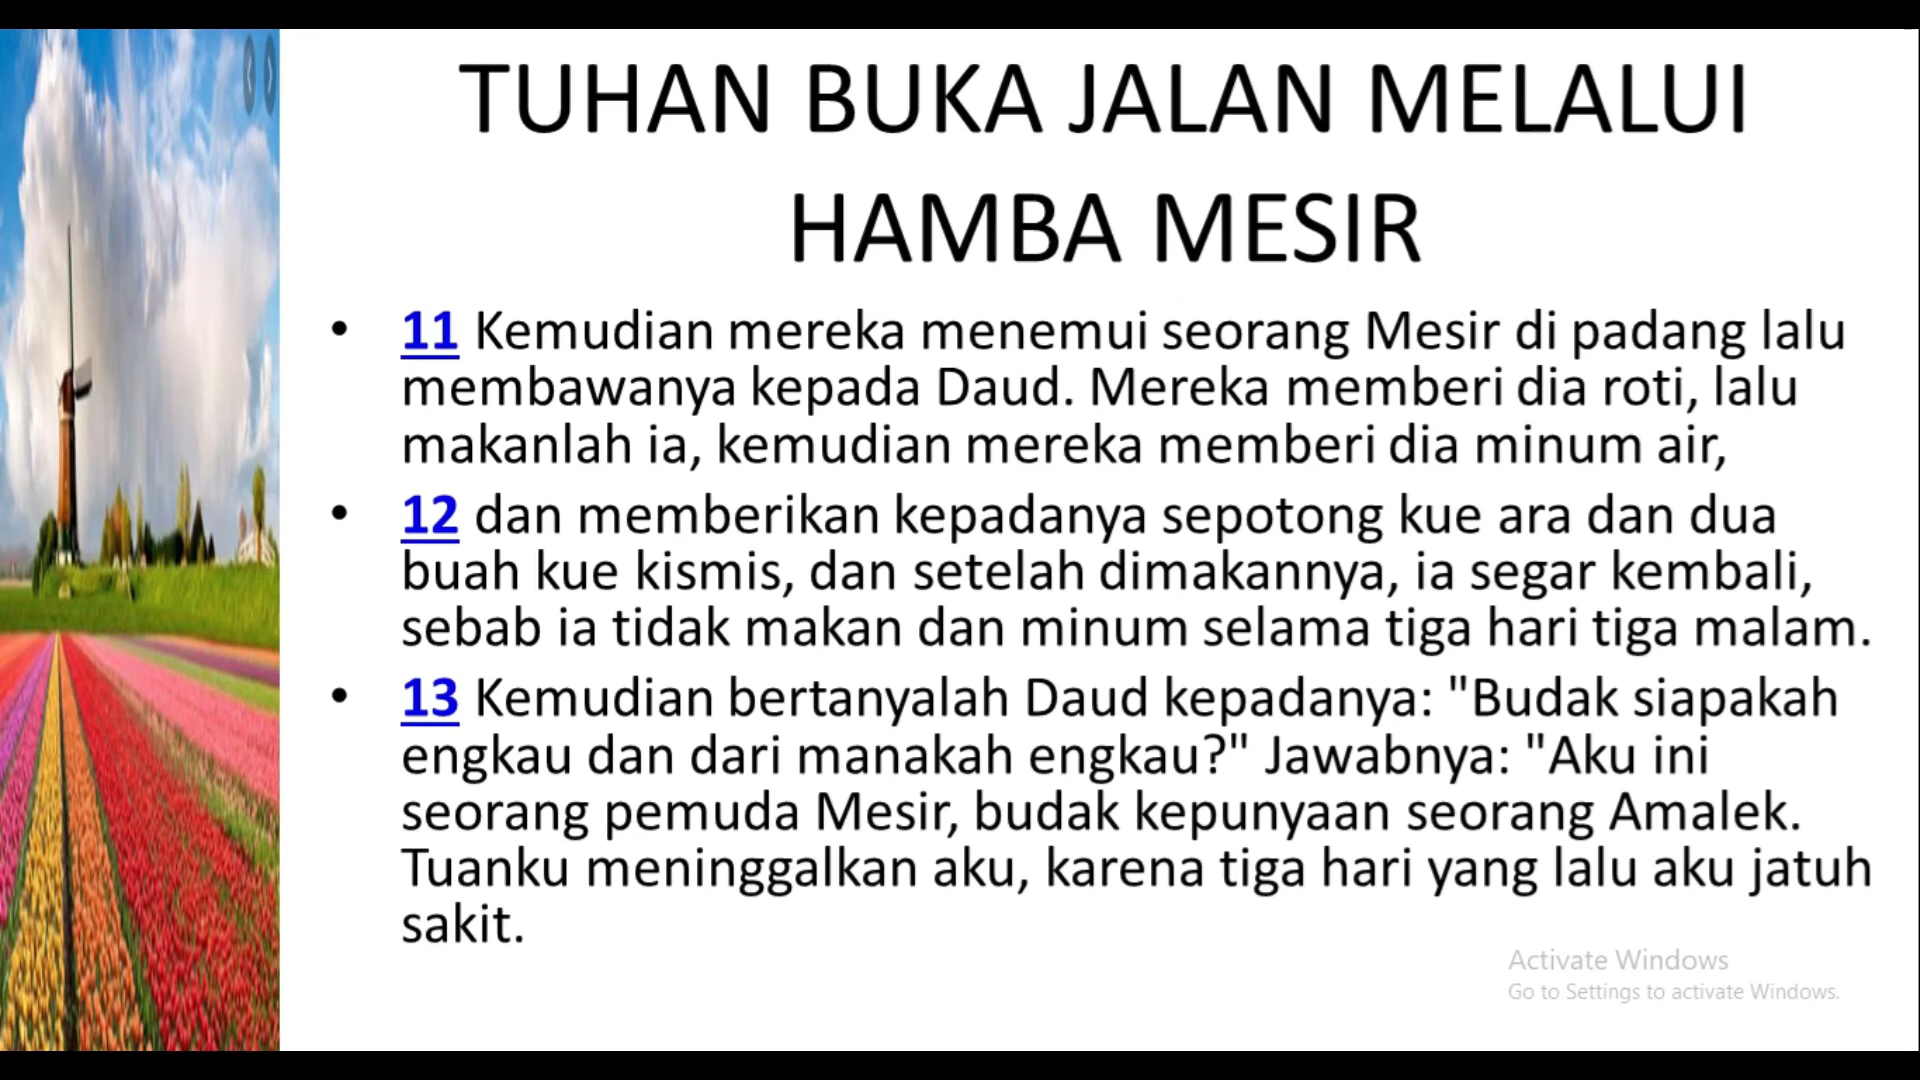 TUHAN BUKA JALAN MELALUI
HAMBA MESIR
• 11 Kemudian mereka menemui seorang Mesir di padang lalu
membawanya kepada Daud. Mereka memberi dia roti, lalu
makanlah ia, kemudian mereka memberi dia minum air,
• 12 dan memberikan kepadanya sepotong kue ara dan dua
buah kue kismis, dan setelah dimakannya, ia segar kembali,
sebab ia tidak makan dan minum selama tiga hari tiga malam.
• 13 Kemudian bertanyalah Daud kepadanya: "Budak siapakah
engkau dan dari manakah engkau?" Jawabnya: "Aku ini
seorang pemuda Mesir, budak kepunyaan seorang Amalek.
Tuanku meninggalkan aku, karena tiga hari yang lalu aku jatuh
sakit.
Activate Windows
Go to Settings to activate Windows.